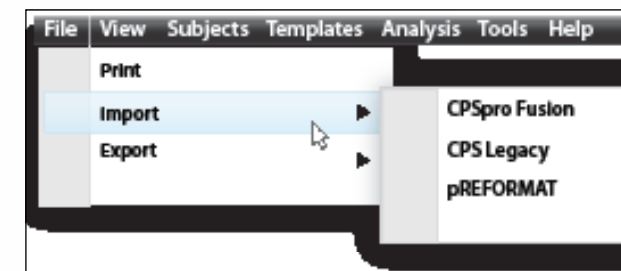 File View Subjects Templates Analysis Tools Help
Print
Import
Export
CPSpro Fusion
CPS Legacy
pREFORMAT